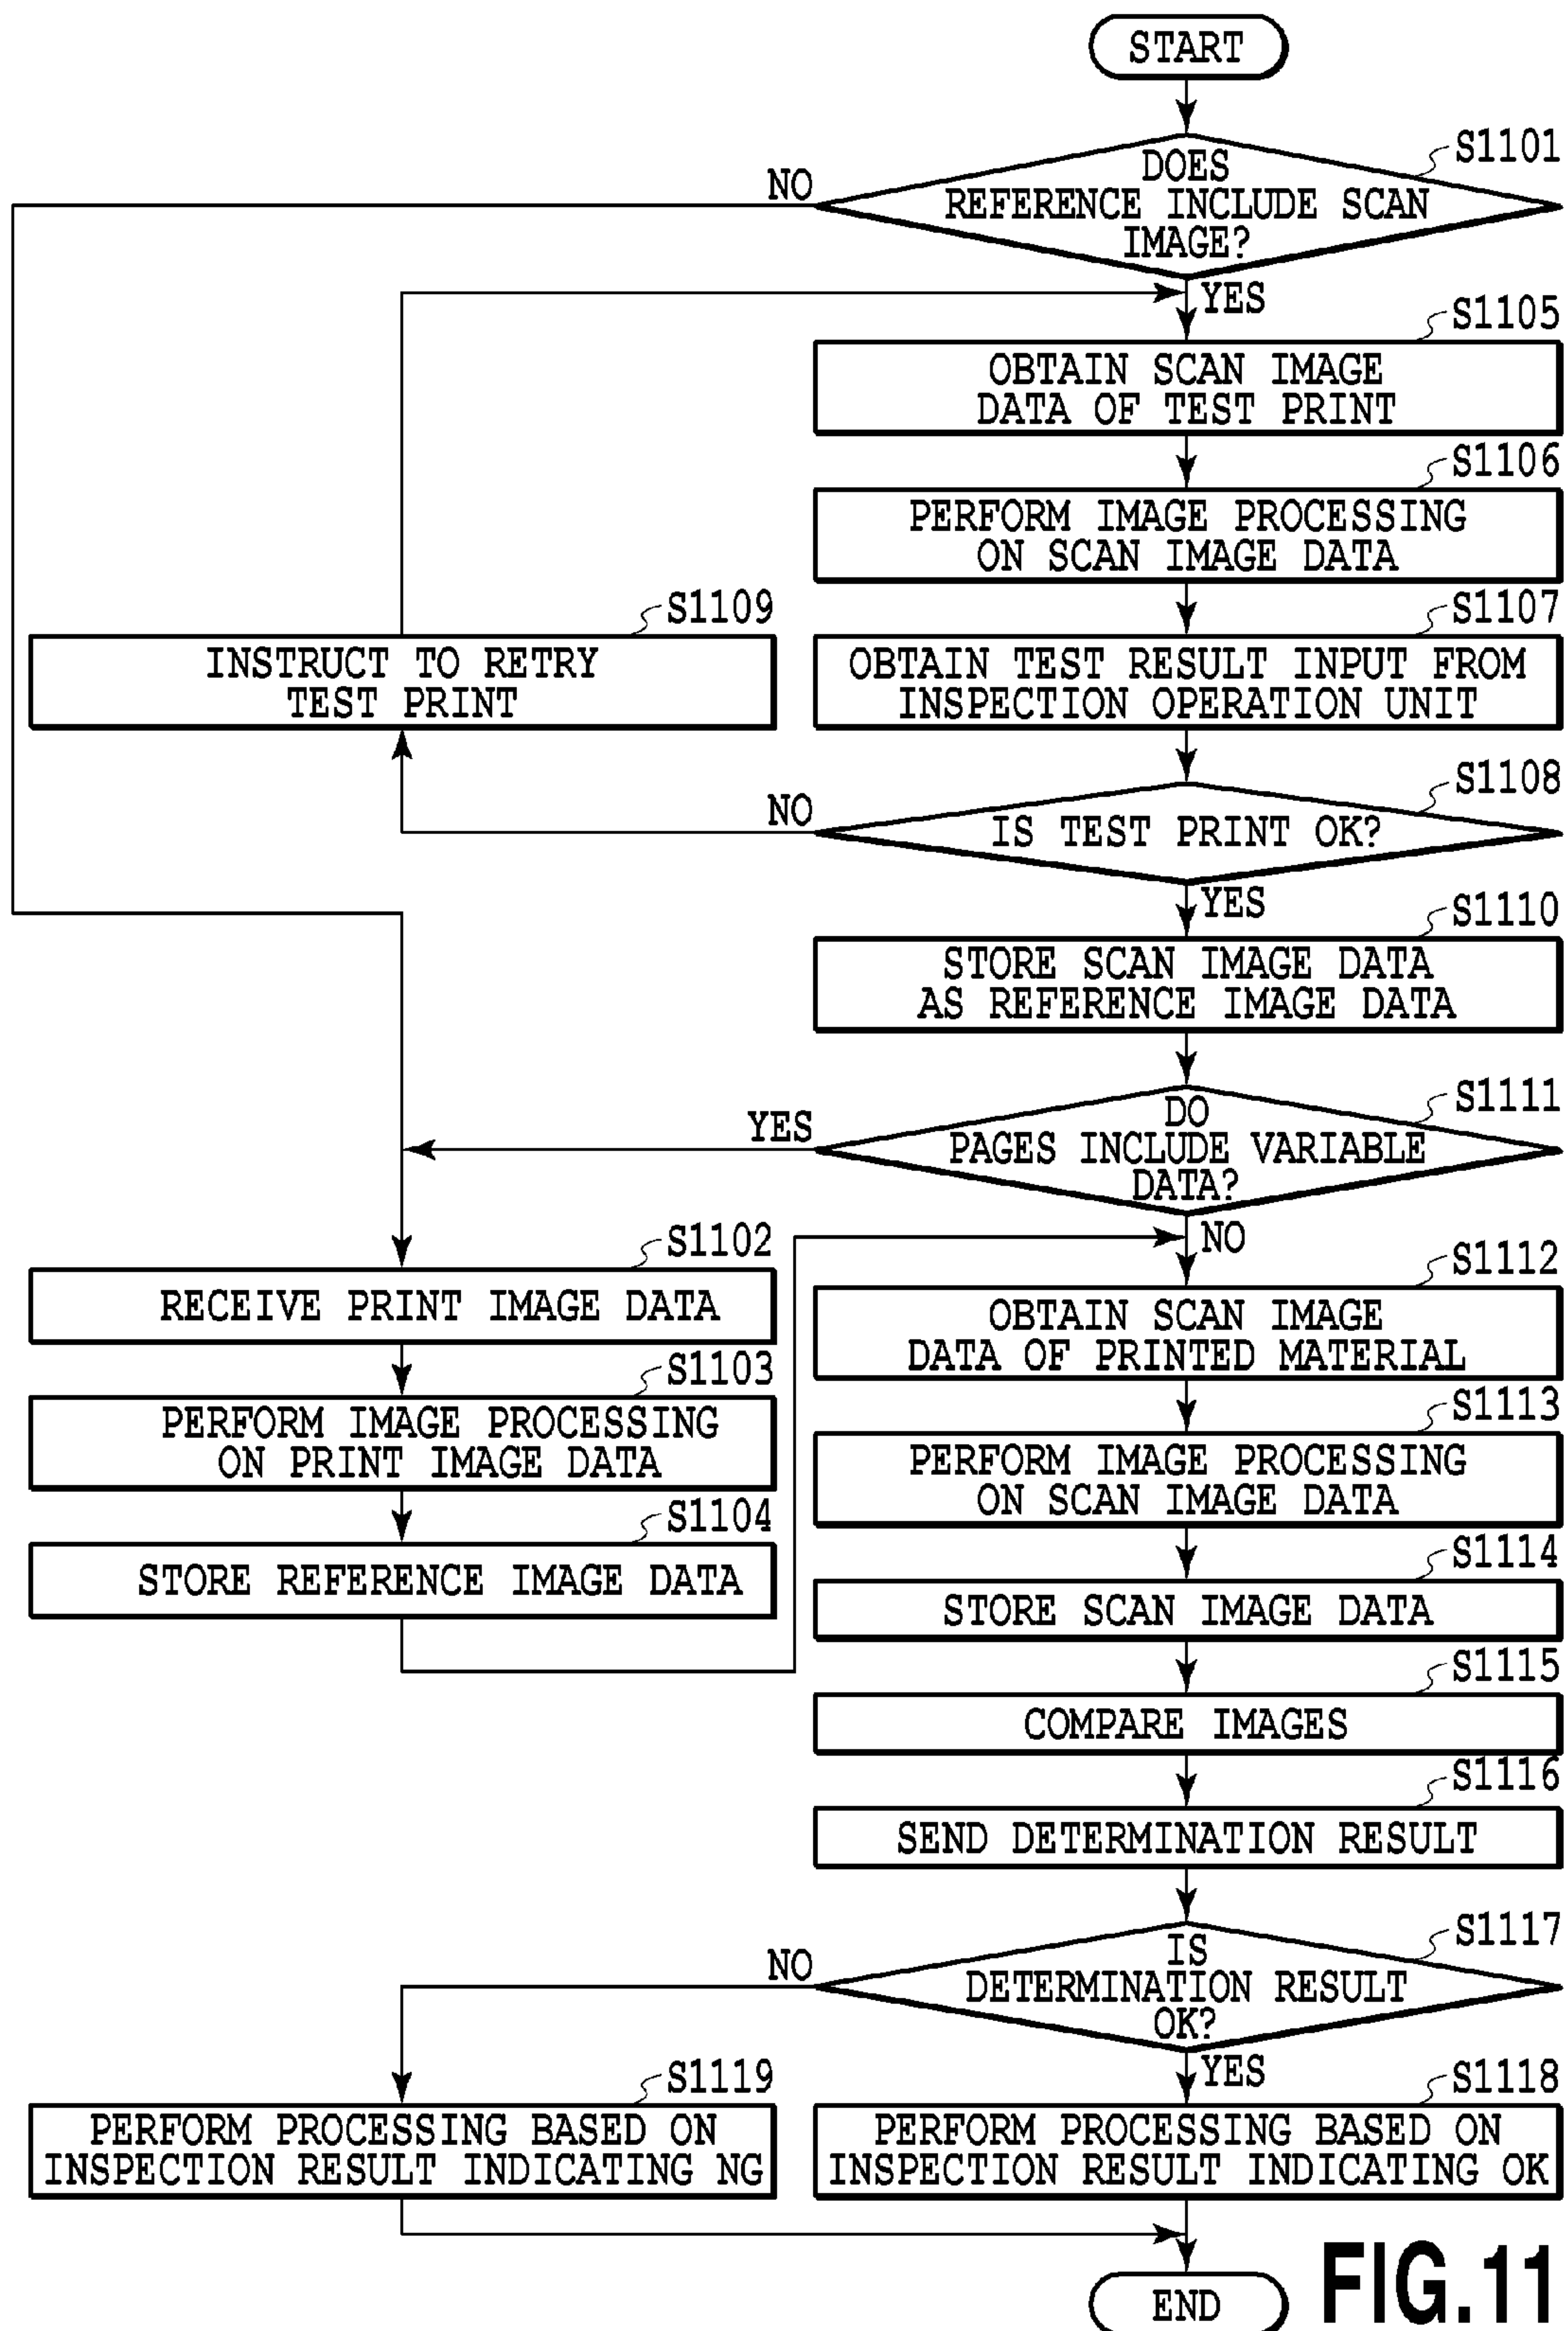 START
S1101
DOES
REFERENCE INCLUDE SCAN
IMAGE?
NO
YES
S1105
OBTAIN SCAN IMAGE
DATA OF TEST PRINT
S1106
PERFORM IMAGE PROCESSING
ON SCAN IMAGE DATA
S1109
INSTRUCT TO RETRY
TEST PRINT
S1107
OBTAIN TEST RESULT INPUT FROM
INSPECTION OPERATION UNIT
S1108
NO
IS TEST PRINT OK?
YES
S1110
STORE SCAN IMAGE DATA
AS REFERENCE IMAGE DATA
S1111
DO
PAGES INCLUDE VARIABLE
DATA?
YES
NO
S1102
RECEIVE PRINT IMAGE DATA
S1103
PERFORM IMAGE PROCESSING
ON PRINT IMAGE DATA
S1104
STORE REFERENCE IMAGE DATA
S1112
OBTAIN SCAN IMAGE
DATA OF PRINTED MATERIAL
S1113
PERFORM IMAGE PROCESSING
ON SCAN IMAGE DATA
S1114
STORE SCAN IMAGE DATA
S1115
COMPARE IMAGES
S1116
SEND DETERMINATION RESULT
S1117
IS
DETERMINATION RESULT
OK?
NO
YES
S1119
PERFORM PROCESSING BASED ON
INSPECTION RESULT INDICATING NG
S1118
PERFORM PROCESSING BASED ON
INSPECTION RESULT INDICATING OK
END
FIG.11